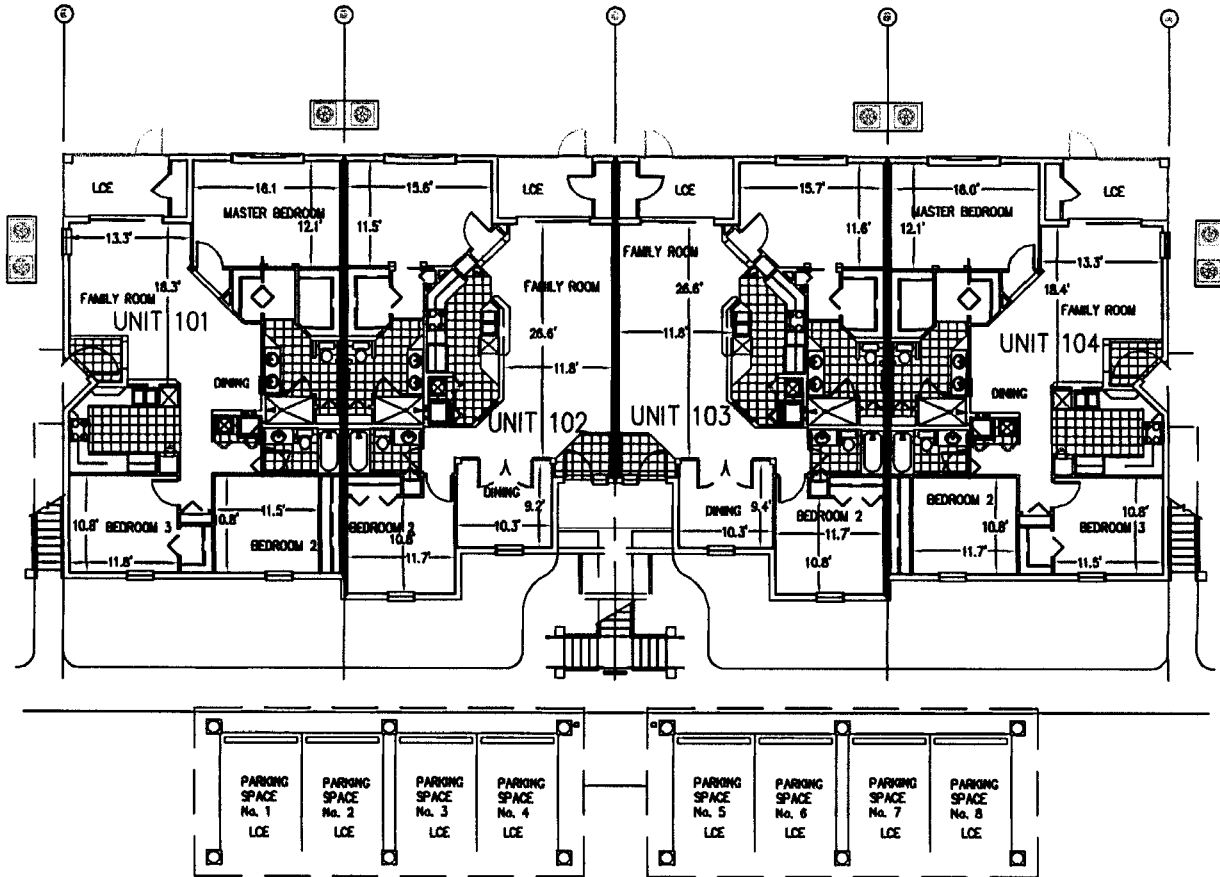 LCE
16.1
MASTER BEDROOM
12.1'
15.6'
11.5'
LCE
LCE
15.7'
11.6'
16.0'
MASTER BEDROOM
12.1'
LCE
13.3'
18.3'
FAMILY ROOM
UNIT 101
DINING
FAMILY ROOM
26.6'
11.8'
UNIT 102
FAMILY ROOM
26.6'
11.8'
UNIT 103
13.3'
18.4'
FAMILY ROOM
UNIT 104
DINING
10.8'
BEDROOM 3
11.8'
10.8'
11.5'
BEDROOM 2
BEDROOM 2
10.8'
11.7'
DINING
9.2'
10.3'
DINING
9.4'
10.3'
BEDROOM 2
11.7'
10.8'
BEDROOM 2
10.8'
11.7'
10.8'
BEDROOM 3
11.5'
PARKING
SPACE
No. 1
LCE
PARKING
SPACE
No. 2
LCE
PARKING
SPACE
No. 3
LCE
PARKING
SPACE
No. 4
LCE
PARKING
SPACE
No. 5
LCE
PARKING
SPACE
No. 6
LCE
PARKING
SPACE
No. 7
LCE
PARKING
SPACE
No. 8
LCE